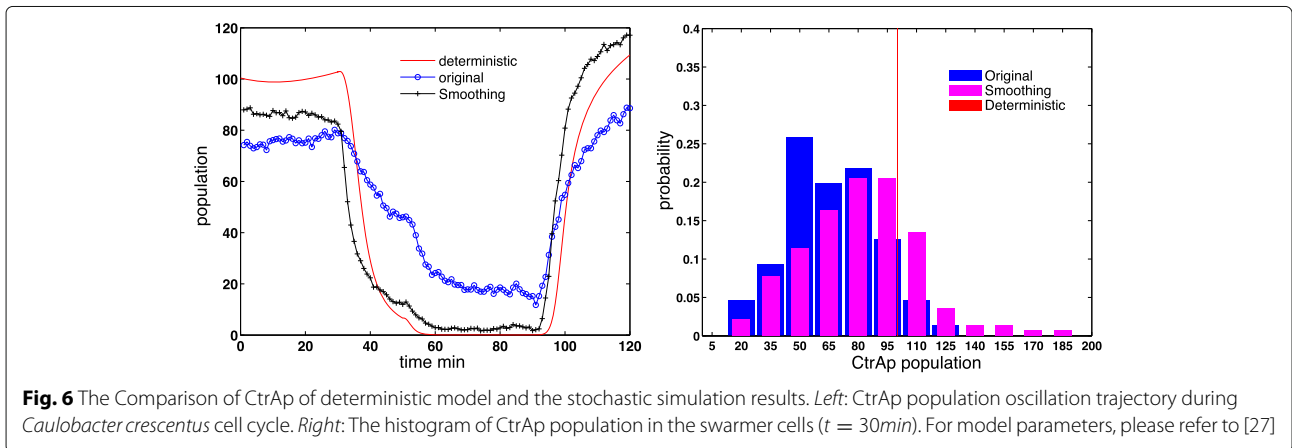 120
100
80
60
40
20
0
population
deterministic
original
Smoothing
0 20 40 60 80 100 120
time min
0.4
0.35
0.3
0.25
0.2
0.15
0.1
0.05
0
probability
Original
Smoothing
Deterministic
5 20 35 50 65 80 95 110 125 140 155 170 185 200
CtrAp population
Fig. 6 The Comparison of CtrAp of deterministic model and the stochastic simulation results. Left: CtrAp population oscillation trajectory during
Caulobacter crescentus cell cycle. Right: The histogram of CtrAp population in the swarmer cells (t = 30min). For model parameters, please refer to [27]